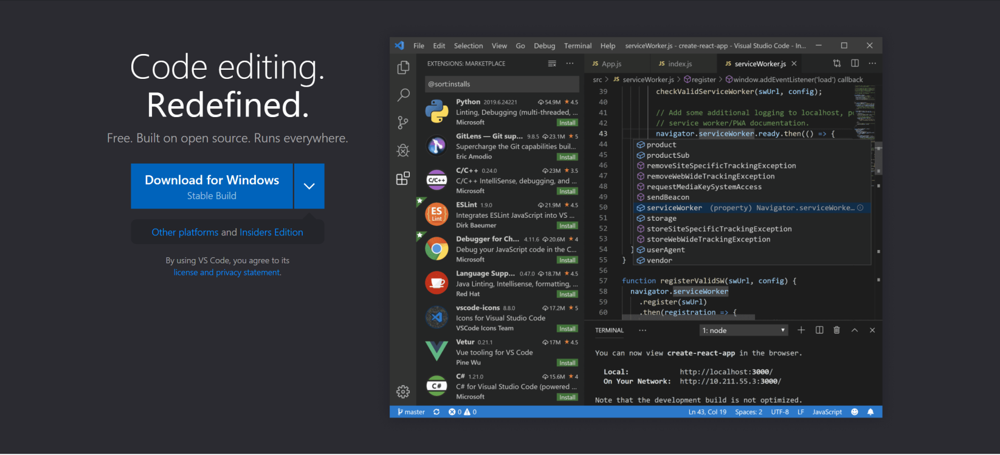 Code editing.
Redefined.
Free. Built on open source. Runs everywhere.
Download for Windows
Stable Build
Other platforms and Insiders Edition
By using VS Code, you agree to its
license and privacy statement.
File Edit Selection View Go Debug Terminal Help serviceWorker.js - create-react-app - Visual Studio Code - In...
EXTENSIONS: MARKETPLACE
@sort:installs
Python 2019.6.24221 54.9M 4.5
Linting, Debugging (multi-threaded, ...
Microsoft Install
GitLens — Git sup... 9.8.5 23.1M 5
Supercharge the Git capabilities buil...
Eric Amodio Install
C/C++
C/C++ 0.24.0 23M 3.5
C/C++ IntelliSense, debugging, and ...
Microsoft Install
ES
Lint
ESLint 1.9.0 21.9M 4.5
Integrates ESLint JavaScript into VS ...
Dirk Baeumer Install
Debugger for Ch... 4.11.6 20.6M 4
Debug your JavaScript code in the C...
Microsoft Install
Language Supp... 0.47.0 18.7M 4.5
Java Linting, Intellisense, formatting, ...
Red Hat Install
vscode-icons 8.8.0 17.2M 5
Icons for Visual Studio Code
VSCode Icons Team Install
Vetur 0.21.1 17M 4.5
Vue tooling for VS Code
Pine Wu Install
C#
C# 1.21.0 15.6M 4
C# for Visual Studio Code (powered ...
Microsoft Install
JS App.js JS index.js JS serviceWorker.js
src > JS serviceWorker.js > register > window.addEventListener('load') callback
39 checkValidServiceWorker(swUrl, config);
40
41 // Add some additional logging to localhost, p
42 // service worker/PWA documentation.
43 navigator.serviceWorker.ready.then(() => {
44 product
45 productSub
46 removeSiteSpecificTrackingException
47 removeWebWideTrackingException
48 requestMediaKeySystemAccess
49 sendBeacon
50 serviceWorker (property) Navigator.serviceWorke...
51 storage
52 storeSiteSpecificTrackingException
53 storeWebWideTrackingException
54 } userAgent
55 } vendor
56
57 function registerValidSW(swUrl, config) {
58 navigator.serviceWorker
59 .register(swUrl)
60 .then(registration => {
TERMINAL ... 1: node
You can now view create-react-app in the browser.
Local: http://localhost:3000/
On Your Network: http://10.211.55.3:3000/
Note that the development build is not optimized.
master 0 0 Ln 43, Col 19 Spaces: 2 UTF-8 LF JavaScript